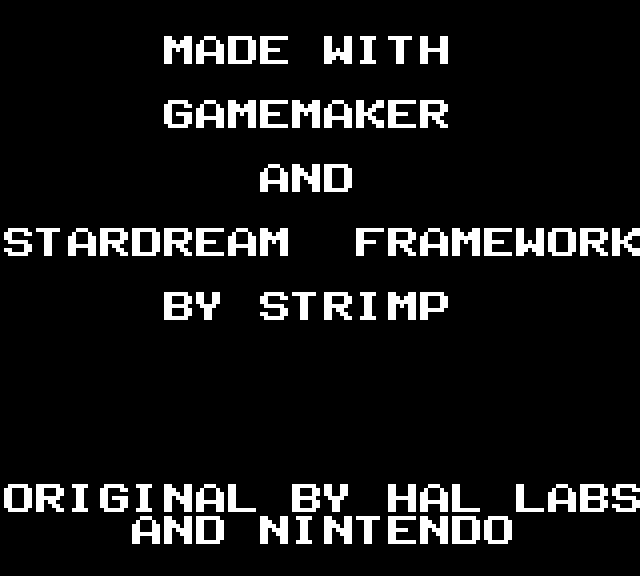 MADE WITH
GAMEMAKER
AND
STARDREAM  FRAMEWORK
BY STRIMP
ORIGINAL BY HAL LABS
AND NINTENDO